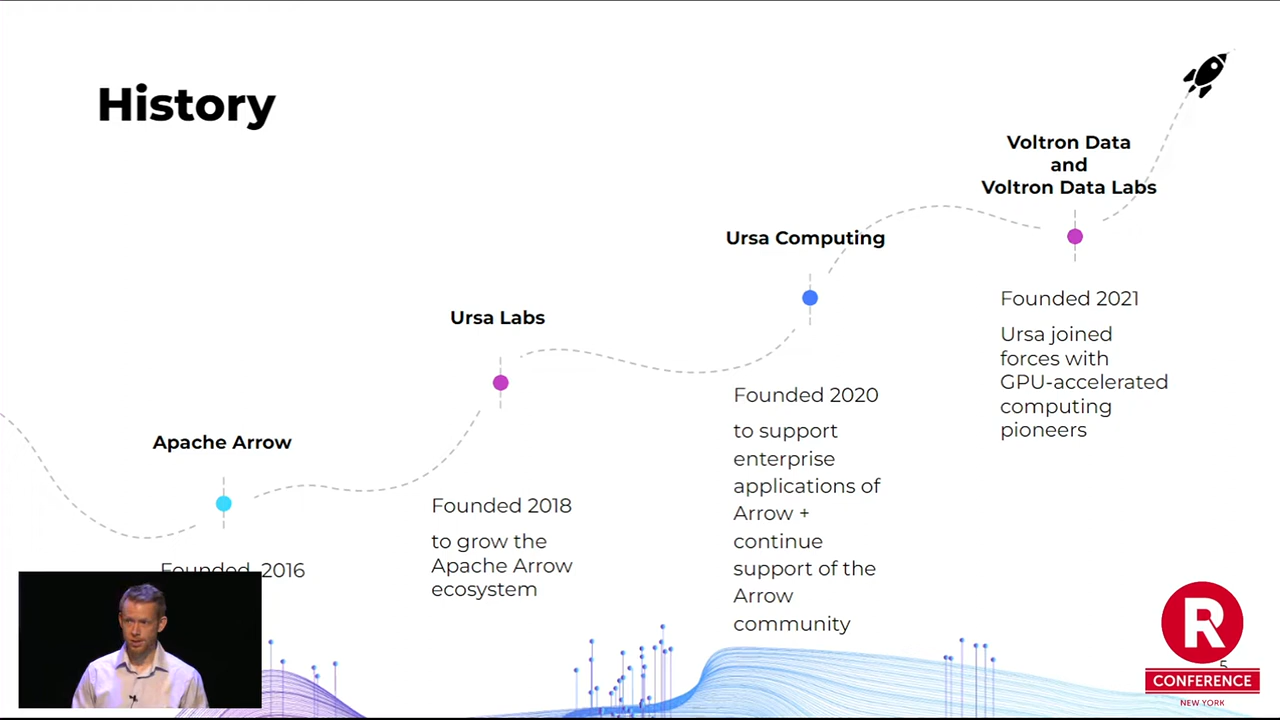 History
Voltron Data
and
Voltron Data Labs
Ursa Computing
Ursa Labs
Apache Arrow
Founded 2016
Founded 2018
to grow the
Apache Arrow
ecosystem
Founded 2020
to support
enterprise
applications of
Arrow +
continue
support of the
Arrow
community
Founded 2021
Ursa joined
forces with
GPU-accelerated
computing
pioneers
R
5
CONFERENCE
NEW YORK